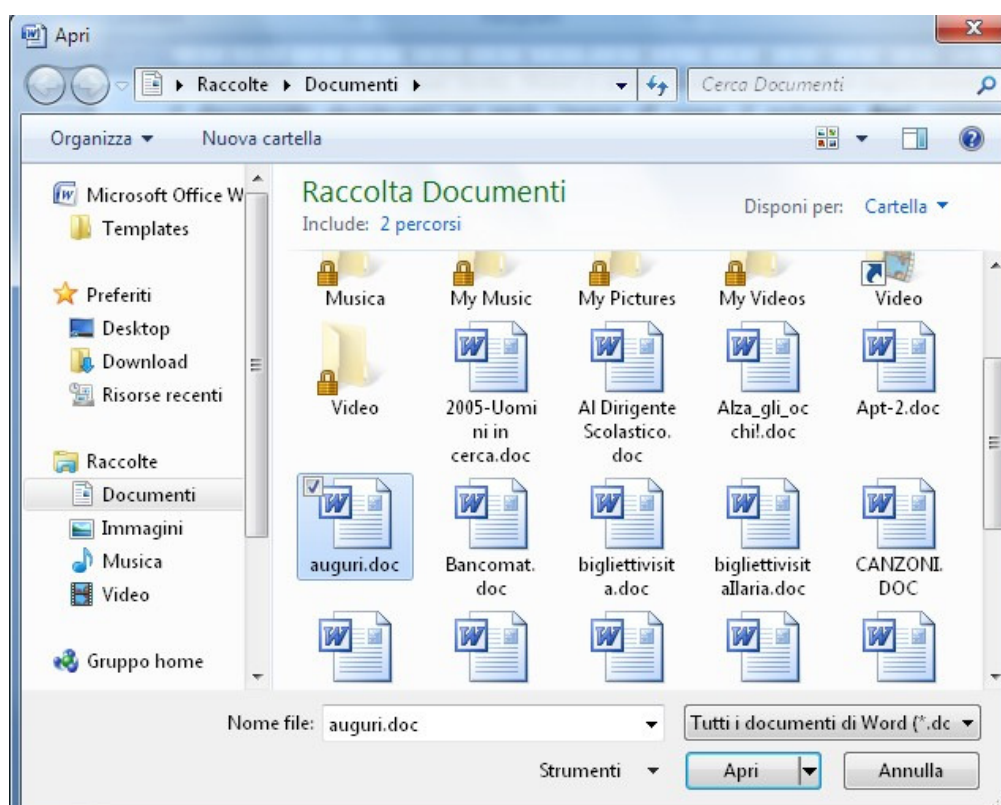 Apri
Raccolte Documenti
Cerca Documenti
Organizza Nuova cartella
Microsoft Office W
Templates
Preferiti
Desktop
Download
Risorse recenti
Raccolte
Documenti
Immagini
Musica
Video
Gruppo home
Raccolta Documenti
Include: 2 percorsi
Disponi per: Cartella
Musica
My Music
My Pictures
My Videos
Video
Video
2005-Uomi
ni in
cerca.doc
Al Dirigente
Scolastico.
doc
Alza_gli_oc
chi!.doc
Apt-2.doc
auguri.doc
Bancomat.
doc
bigliettivisit
a.doc
bigliettivisit
aIlaria.doc
CANZONI.
DOC
Nome file: auguri.doc
Tutti i documenti di Word (*.dc
Strumenti Apri Annulla